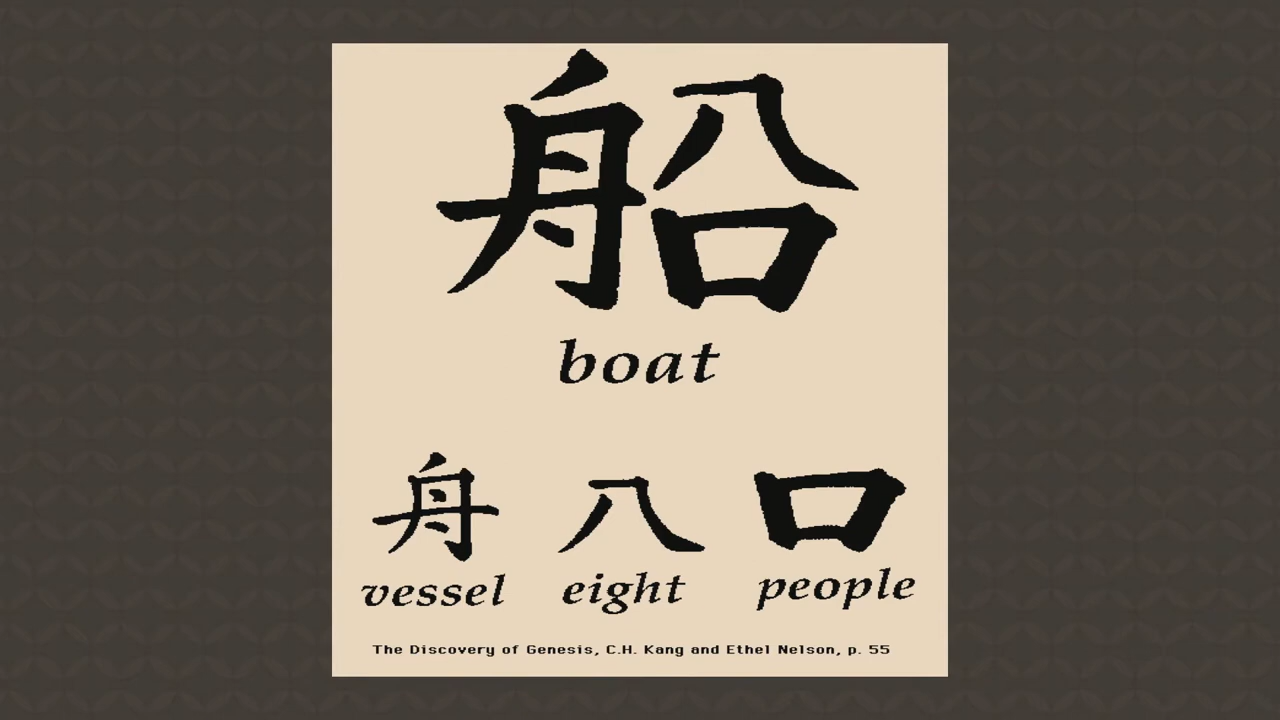 船
boat
舟 八 口
vessel eight people
The Discovery of Genesis, C.H. Kang and Ethel Nelson, p. 55